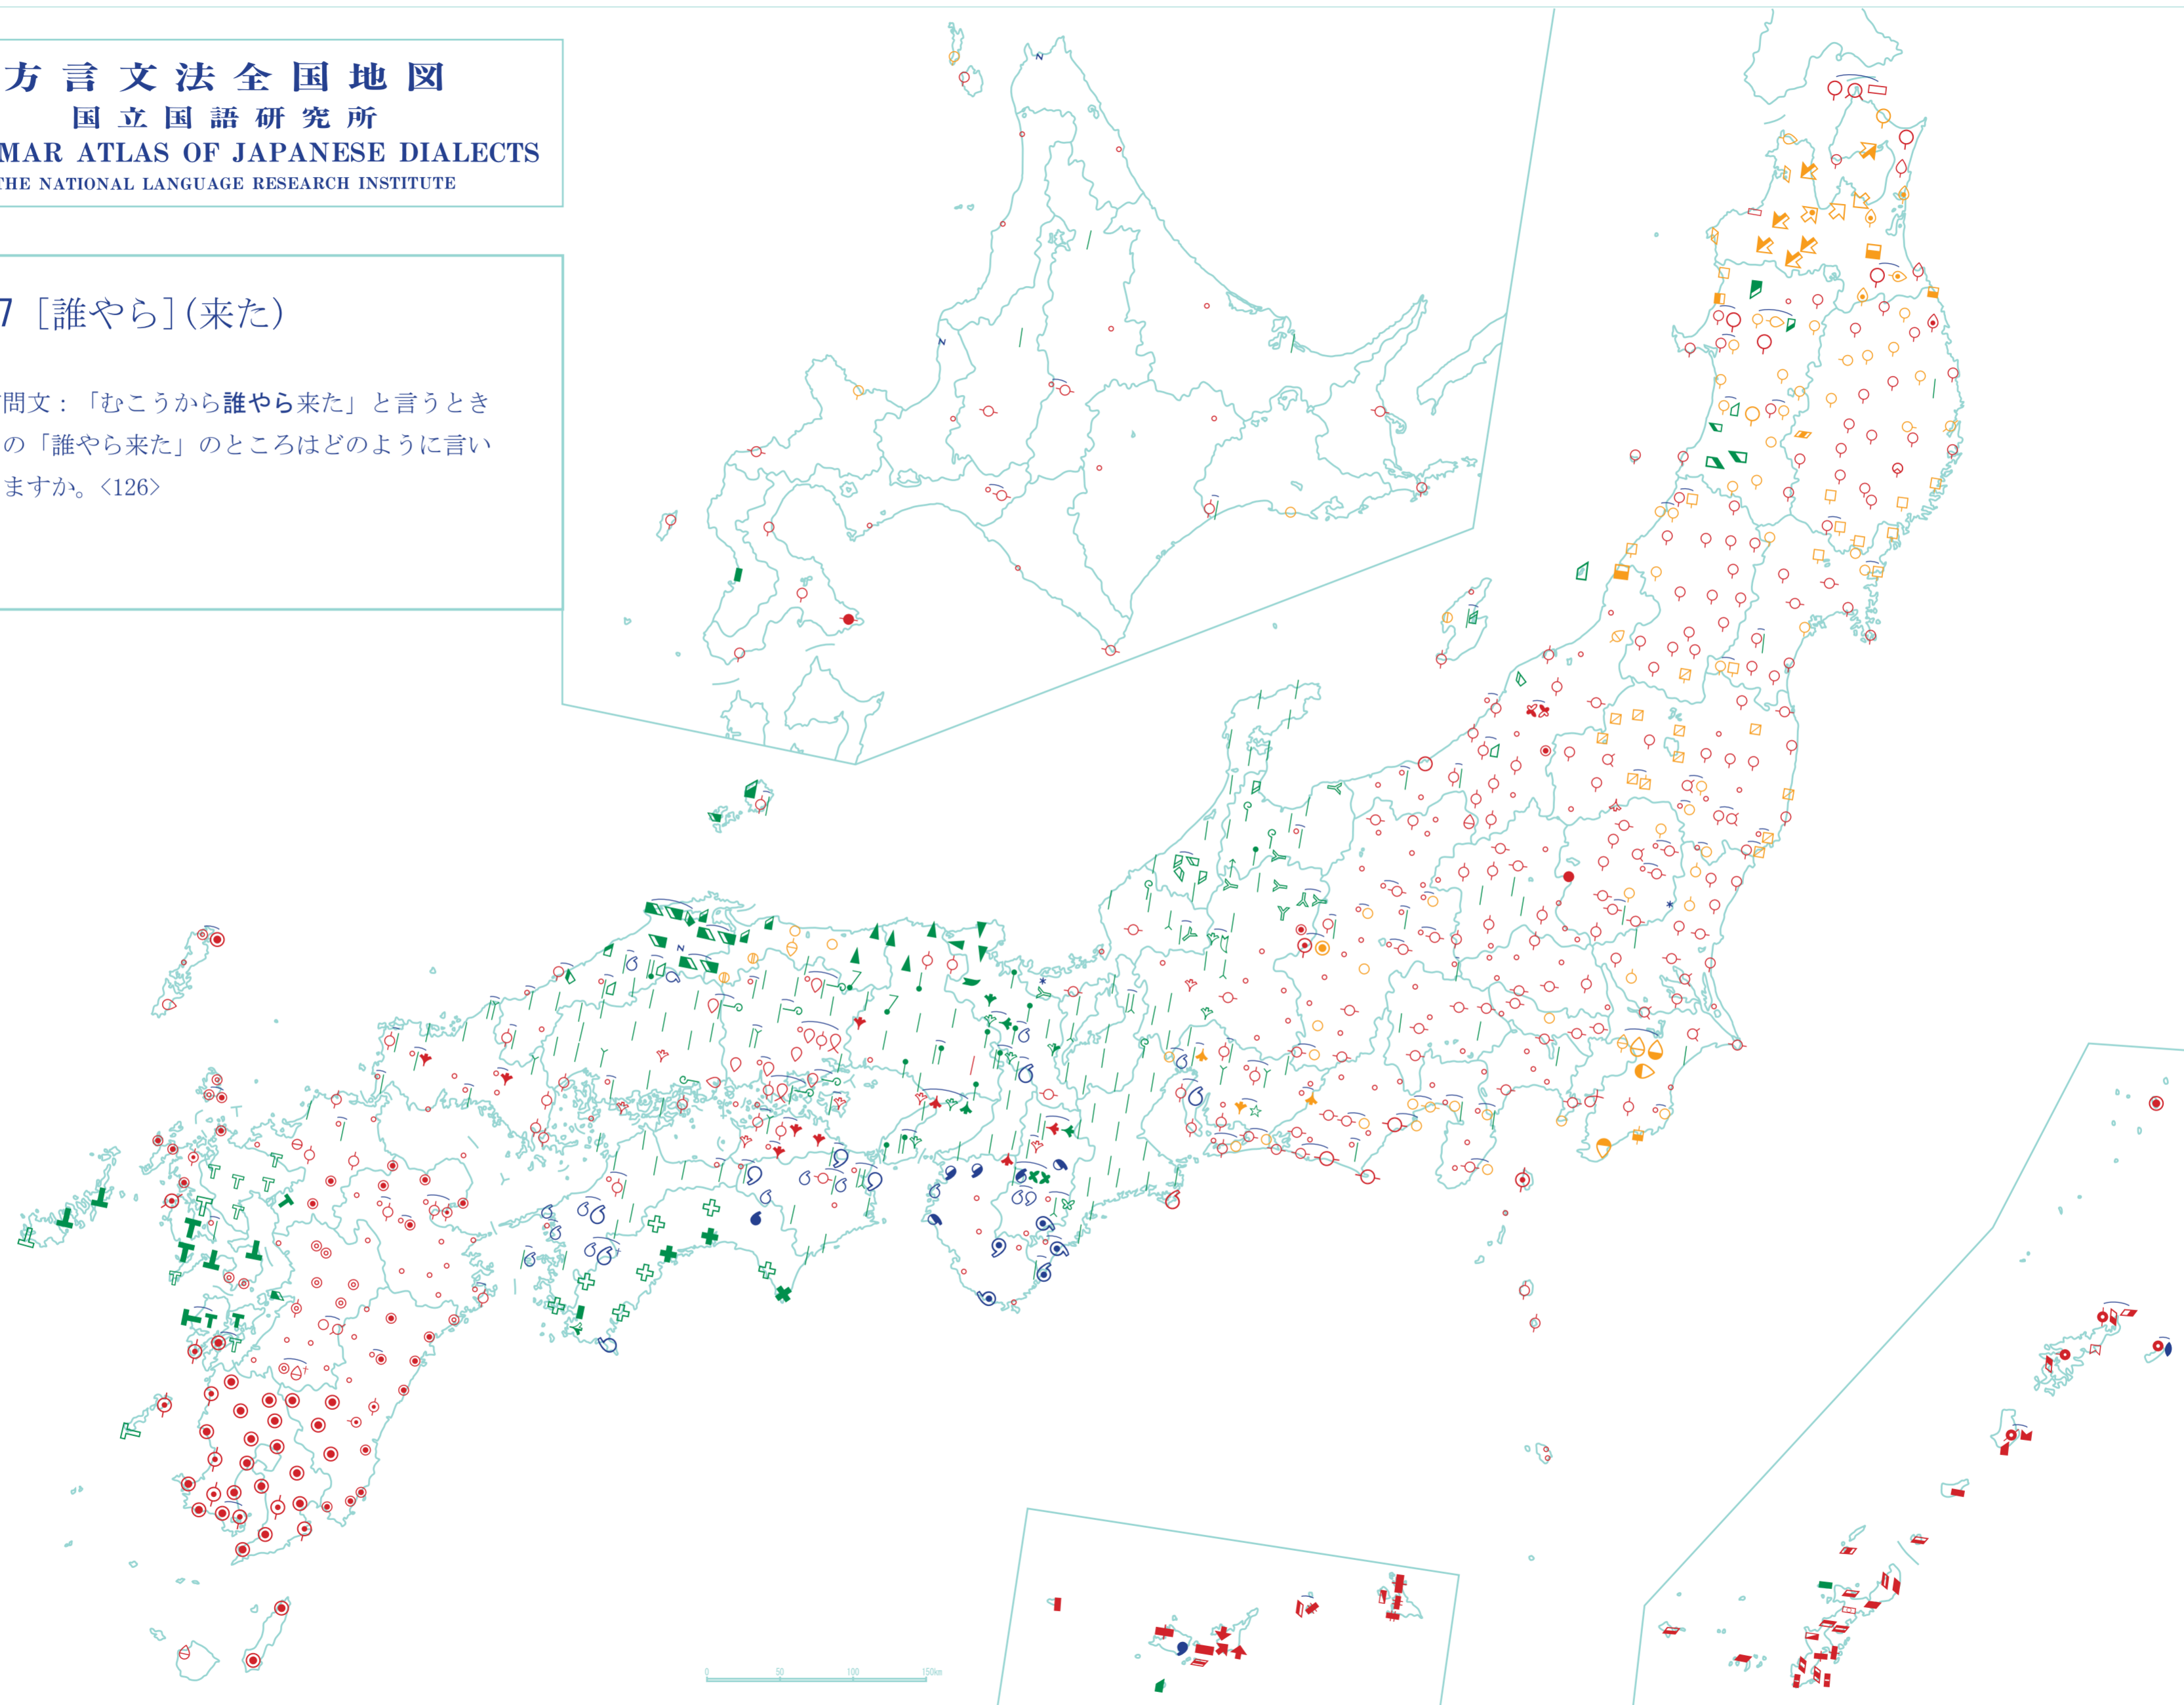 方言文法全国地図
国立国語研究所
MAR ATLAS OF JAPANESE DIALECTS
THE NATIONAL LANGUAGE RESEARCH INSTITUTE
7 [誰やら](来た)
問文：「むこうから誰やら来た」と言うとき
の「誰やら来た」のところはどのように言い
ますか。<126>
N
N
N
0 50 100 150km